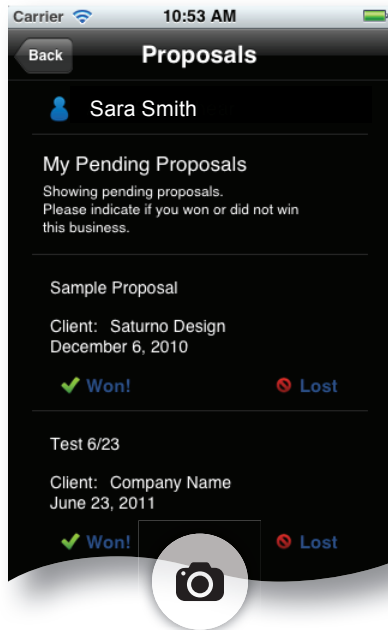 Carrier 10:53 AM
Back Proposals
Sara Smith
My Pending Proposals
Showing pending proposals.
Please indicate if you won or did not win
this business.
Sample Proposal
Client: Saturno Design
December 6, 2010
Won! Lost
Test 6/23
Client: Company Name
June 23, 2011
Won! Lost